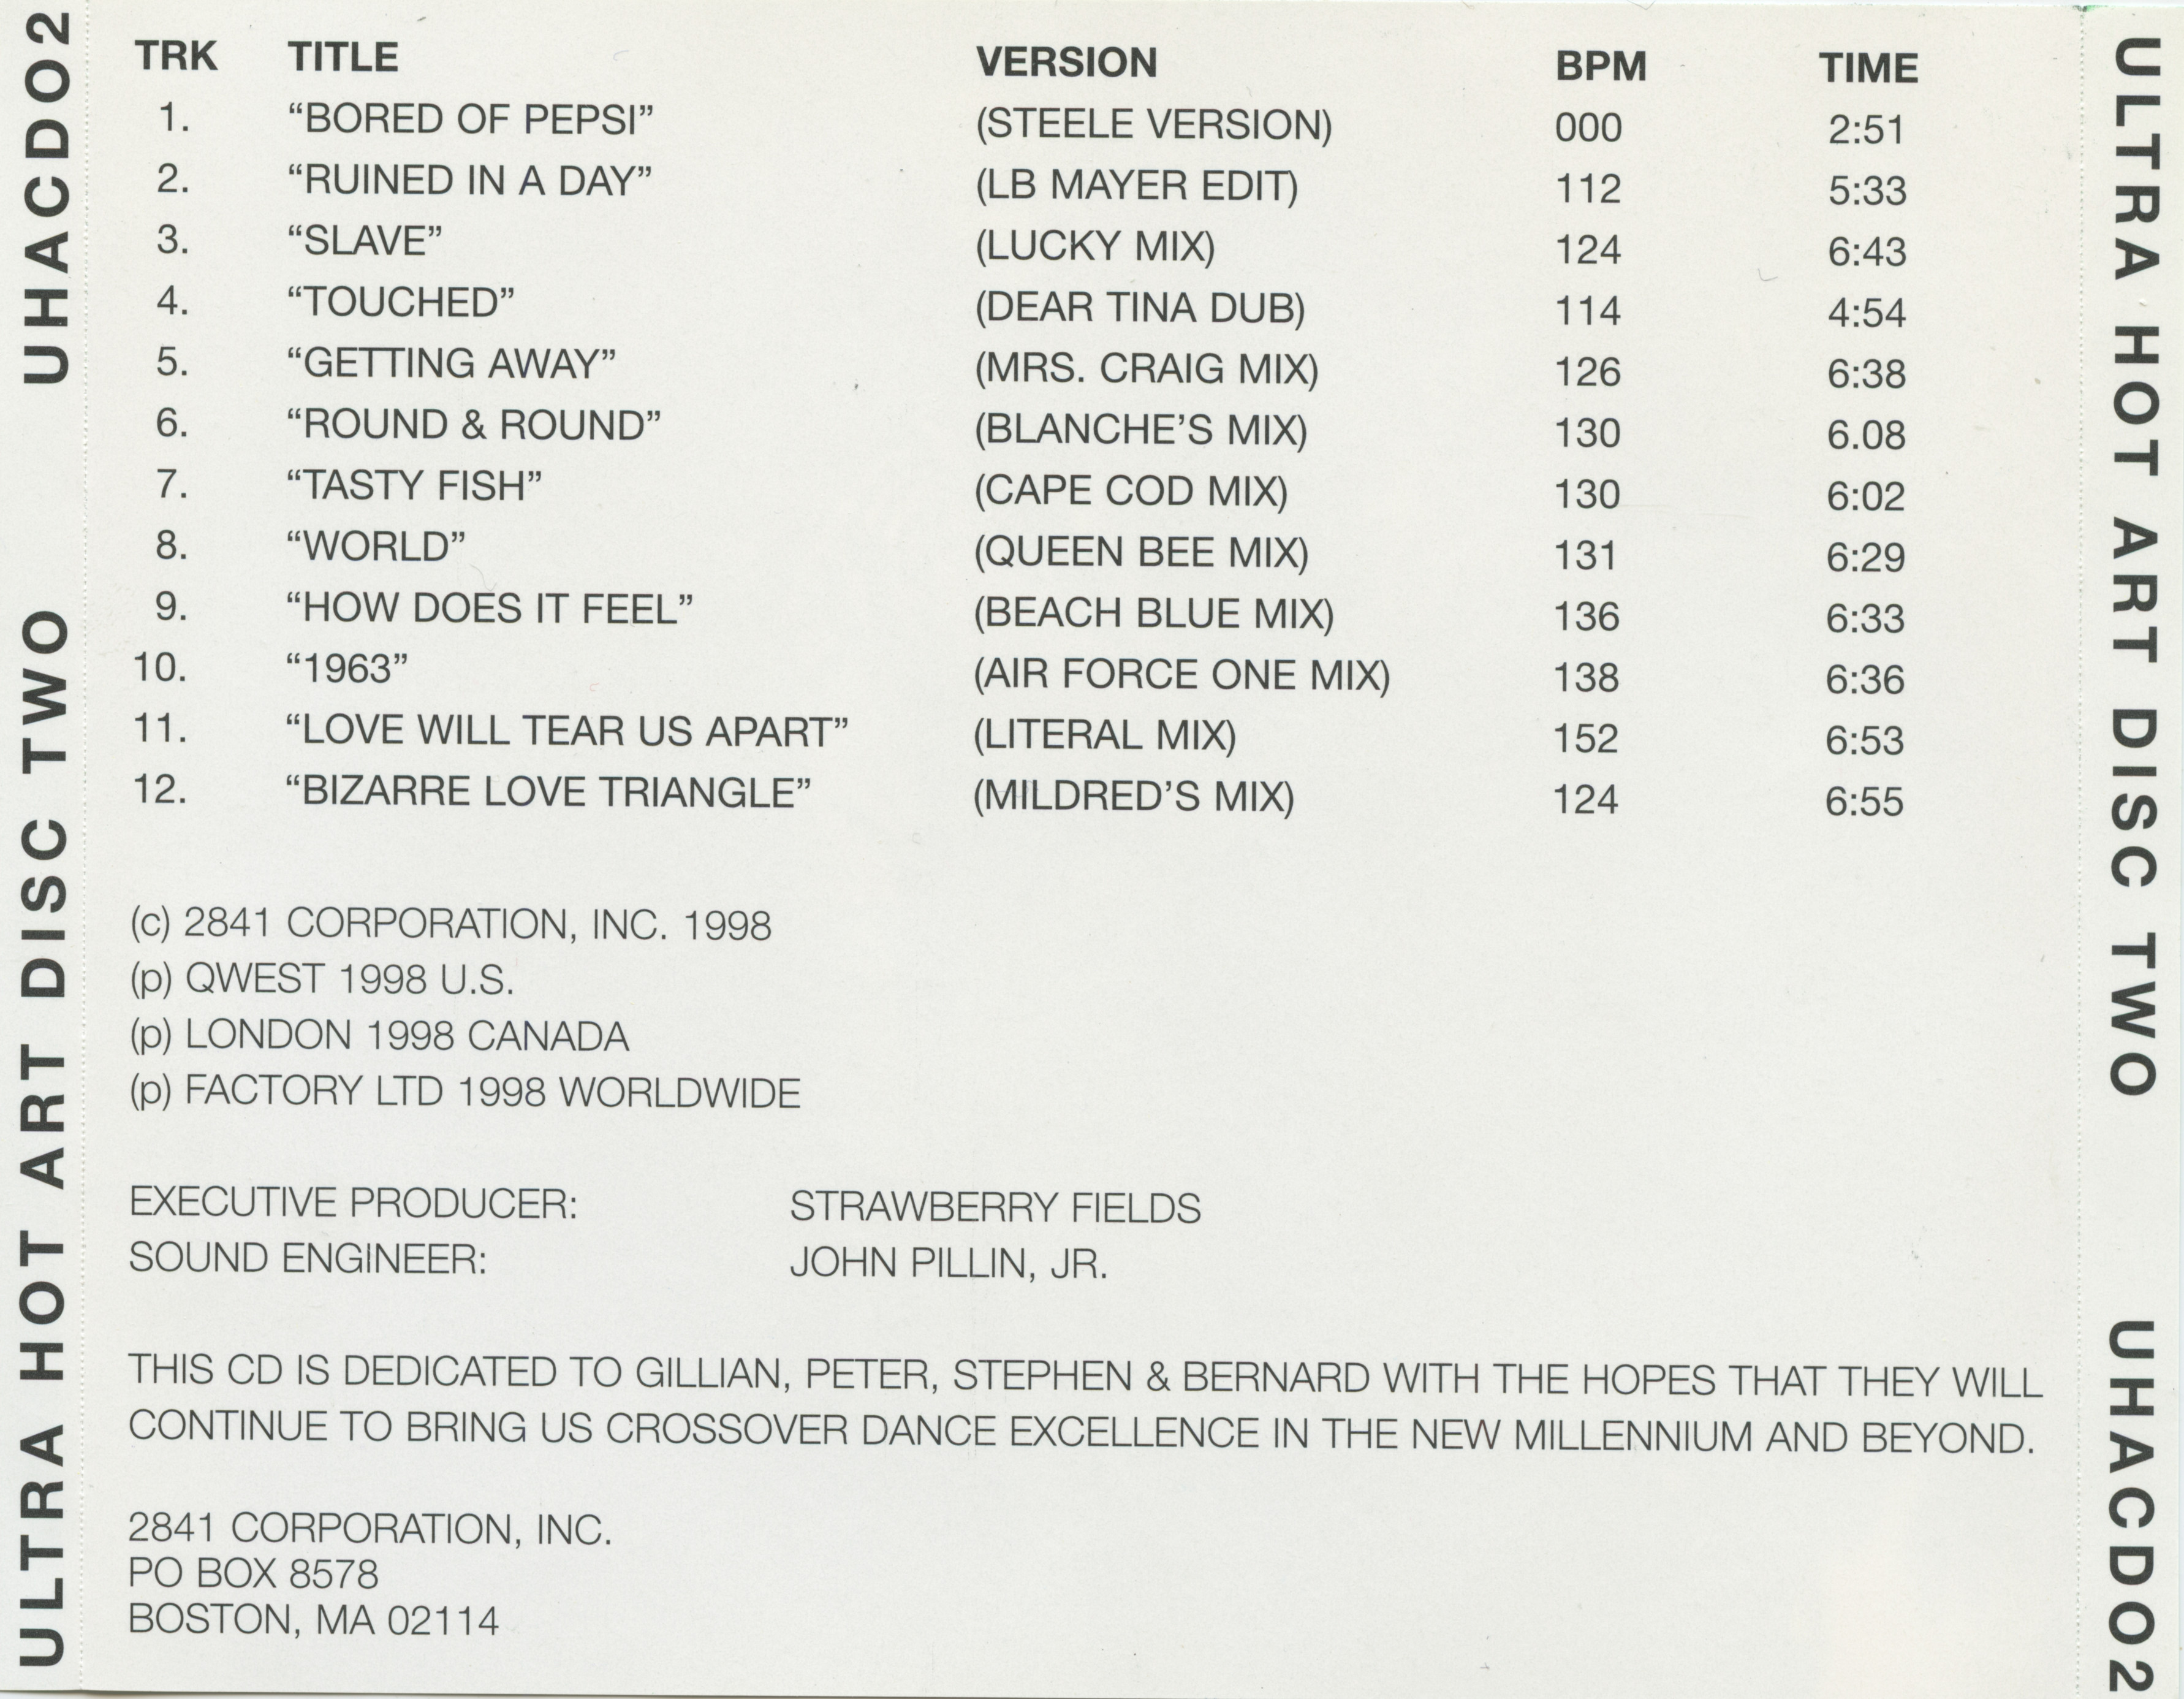 UHACDO2
ULTRA HOT ART DISC TWO
TRK TITLE VERSION BPM TIME
1. “BORED OF PEPSI” (STEELE VERSION) 000 2:51
2. “RUINED IN A DAY” (LB MAYER EDIT) 112 5:33
3. “SLAVE” (LUCKY MIX) 124 6:43
4. “TOUCHED” (DEAR TINA DUB) 114 4:54
5. “GETTING AWAY” (MRS. CRAIG MIX) 126 6:38
6. “ROUND & ROUND” (BLANCHE’S MIX) 130 6.08
7. “TASTY FISH” (CAPE COD MIX) 130 6:02
8. “WORLD” (QUEEN BEE MIX) 131 6:29
9. “HOW DOES IT FEEL” (BEACH BLUE MIX) 136 6:33
10. “1963” (AIR FORCE ONE MIX) 138 6:36
11. “LOVE WILL TEAR US APART” (LITERAL MIX) 152 6:53
12. “BIZARRE LOVE TRIANGLE” (MILDRED’S MIX) 124 6:55
(c) 2841 CORPORATION, INC. 1998
(p) QWEST 1998 U.S.
(p) LONDON 1998 CANADA
(p) FACTORY LTD 1998 WORLDWIDE
EXECUTIVE PRODUCER: STRAWBERRY FIELDS
SOUND ENGINEER: JOHN PILLIN, JR.
THIS CD IS DEDICATED TO GILLIAN, PETER, STEPHEN & BERNARD WITH THE HOPES THAT THEY WILL
CONTINUE TO BRING US CROSSOVER DANCE EXCELLENCE IN THE NEW MILLENNIUM AND BEYOND.
2841 CORPORATION, INC.
PO BOX 8578
BOSTON, MA 02114
ULTRA HOT ART DISC TWO
UHACDO2